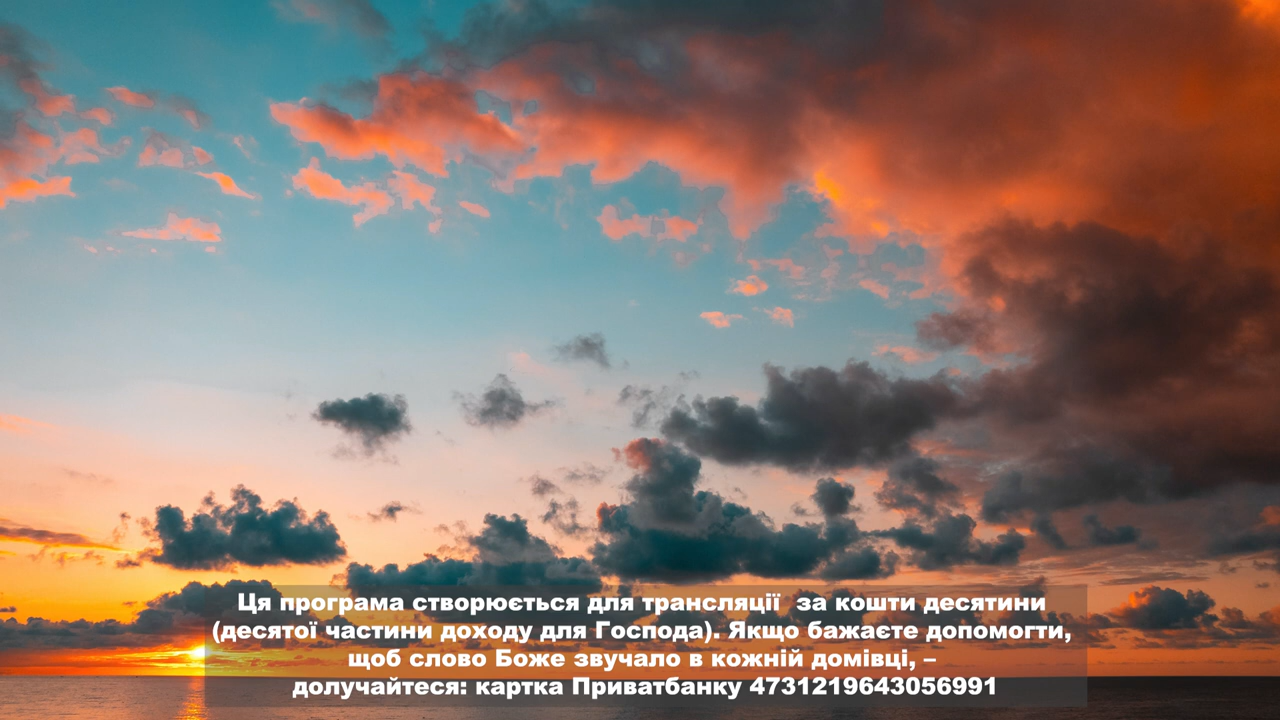 Ця програма створюється для трансляції  за кошти десятини
(десятої частини доходу для Господа). Якщо бажаєте допомогти,
щоб слово Боже звучало в кожній домівці, –
долучайтеся: картка Приватбанку 4731219643056991